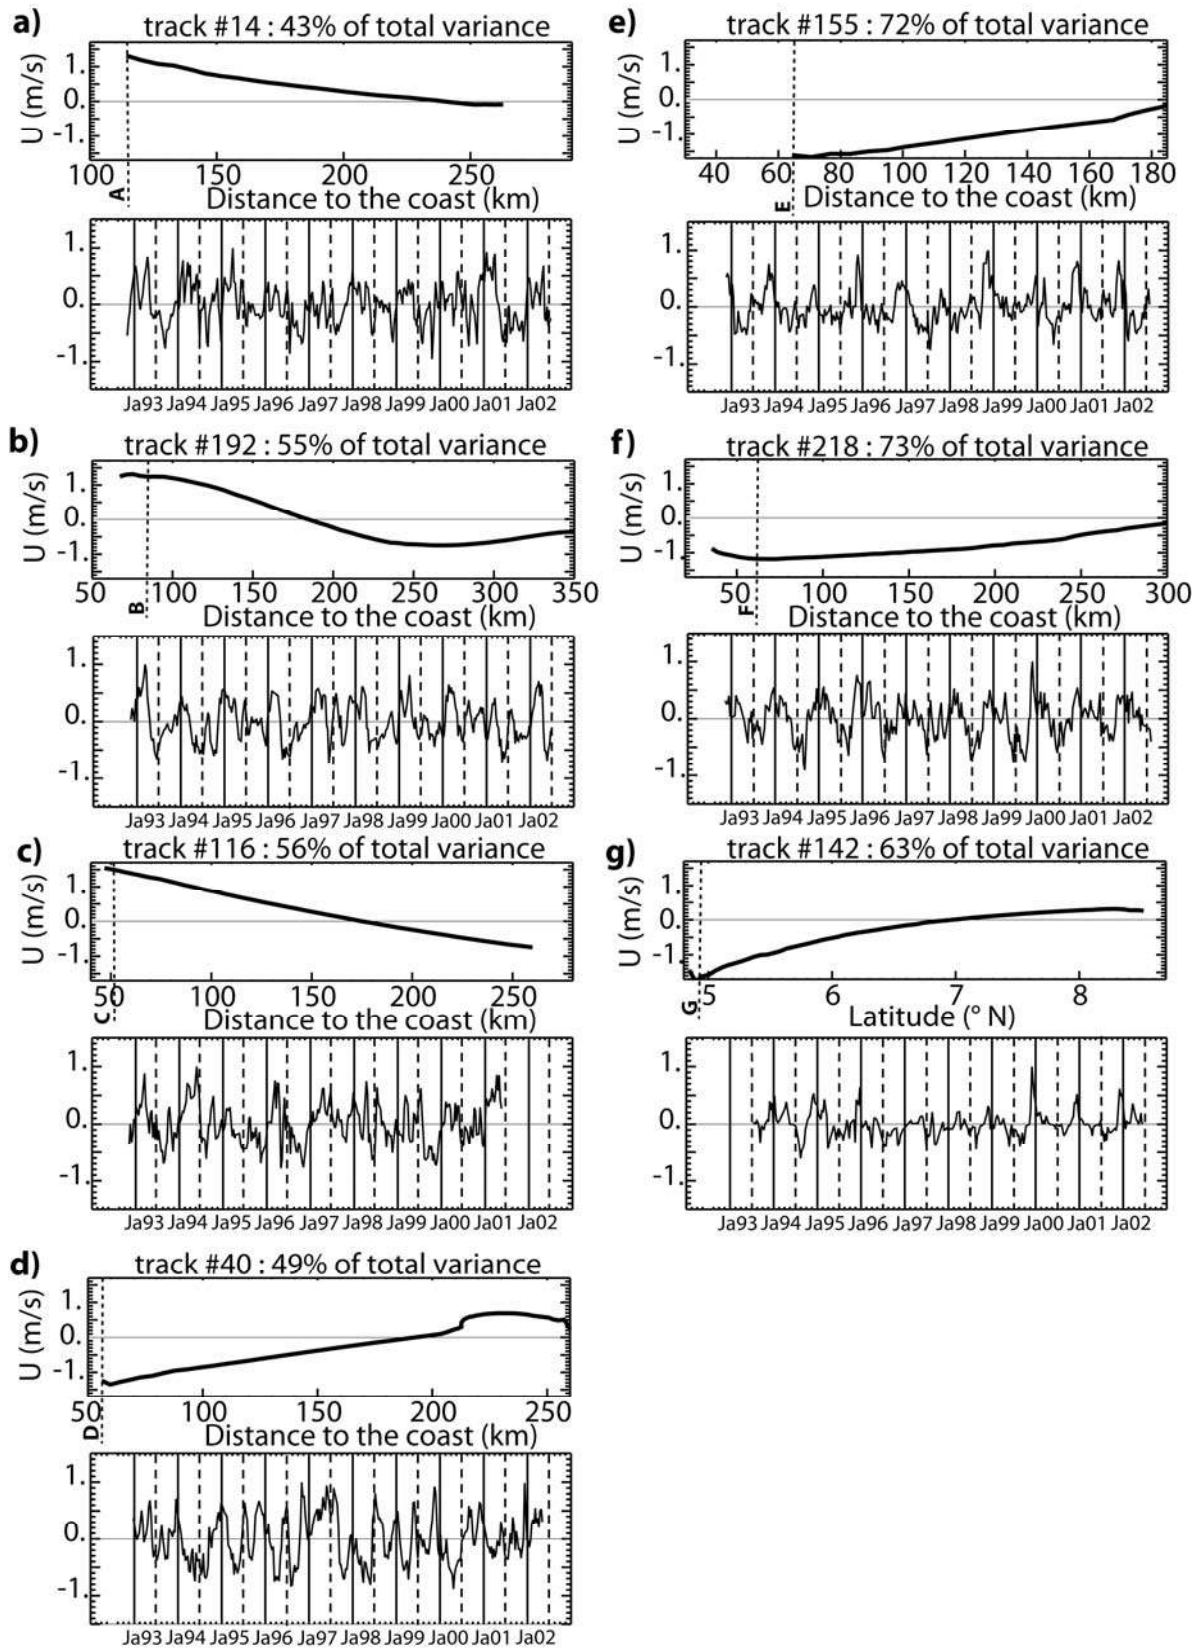 a)
track #14 : 43% of total variance
U (m/s)
1.
0.
-1.
100 150 200 250
A
Distance to the coast (km)
1.
0.
-1.
Ja93 Ja94 Ja95 Ja96 Ja97 Ja98 Ja99 Ja00 Ja01 Ja02
b)
track #192 : 55% of total variance
U (m/s)
1.
0.
-1.
50 100 150 200 250 300 350
B
Distance to the coast (km)
1.
0.
-1.
Ja93 Ja94 Ja95 Ja96 Ja97 Ja98 Ja99 Ja00 Ja01 Ja02
c)
track #116 : 56% of total variance
U (m/s)
1.
0.
-1.
50 100 150 200 250
C
Distance to the coast (km)
1.
0.
-1.
Ja93 Ja94 Ja95 Ja96 Ja97 Ja98 Ja99 Ja00 Ja01 Ja02
d)
track #40 : 49% of total variance
U (m/s)
1.
0.
-1.
50 100 150 200 250
D
Distance to the coast (km)
1.
0.
-1.
Ja93 Ja94 Ja95 Ja96 Ja97 Ja98 Ja99 Ja00 Ja01 Ja02
e)
track #155 : 72% of total variance
U (m/s)
1.
0.
-1.
40 60 80 100 120 140 160 180
E
Distance to the coast (km)
1.
0.
-1.
Ja93 Ja94 Ja95 Ja96 Ja97 Ja98 Ja99 Ja00 Ja01 Ja02
f)
track #218 : 73% of total variance
U (m/s)
1.
0.
-1.
50 100 150 200 250 300
F
Distance to the coast (km)
1.
0.
-1.
Ja93 Ja94 Ja95 Ja96 Ja97 Ja98 Ja99 Ja00 Ja01 Ja02
g)
track #142 : 63% of total variance
U (m/s)
1.
0.
-1.
5 6 7 8
G
Latitude (° N)
1.
0.
-1.
Ja93 Ja94 Ja95 Ja96 Ja97 Ja98 Ja99 Ja00 Ja01 Ja02